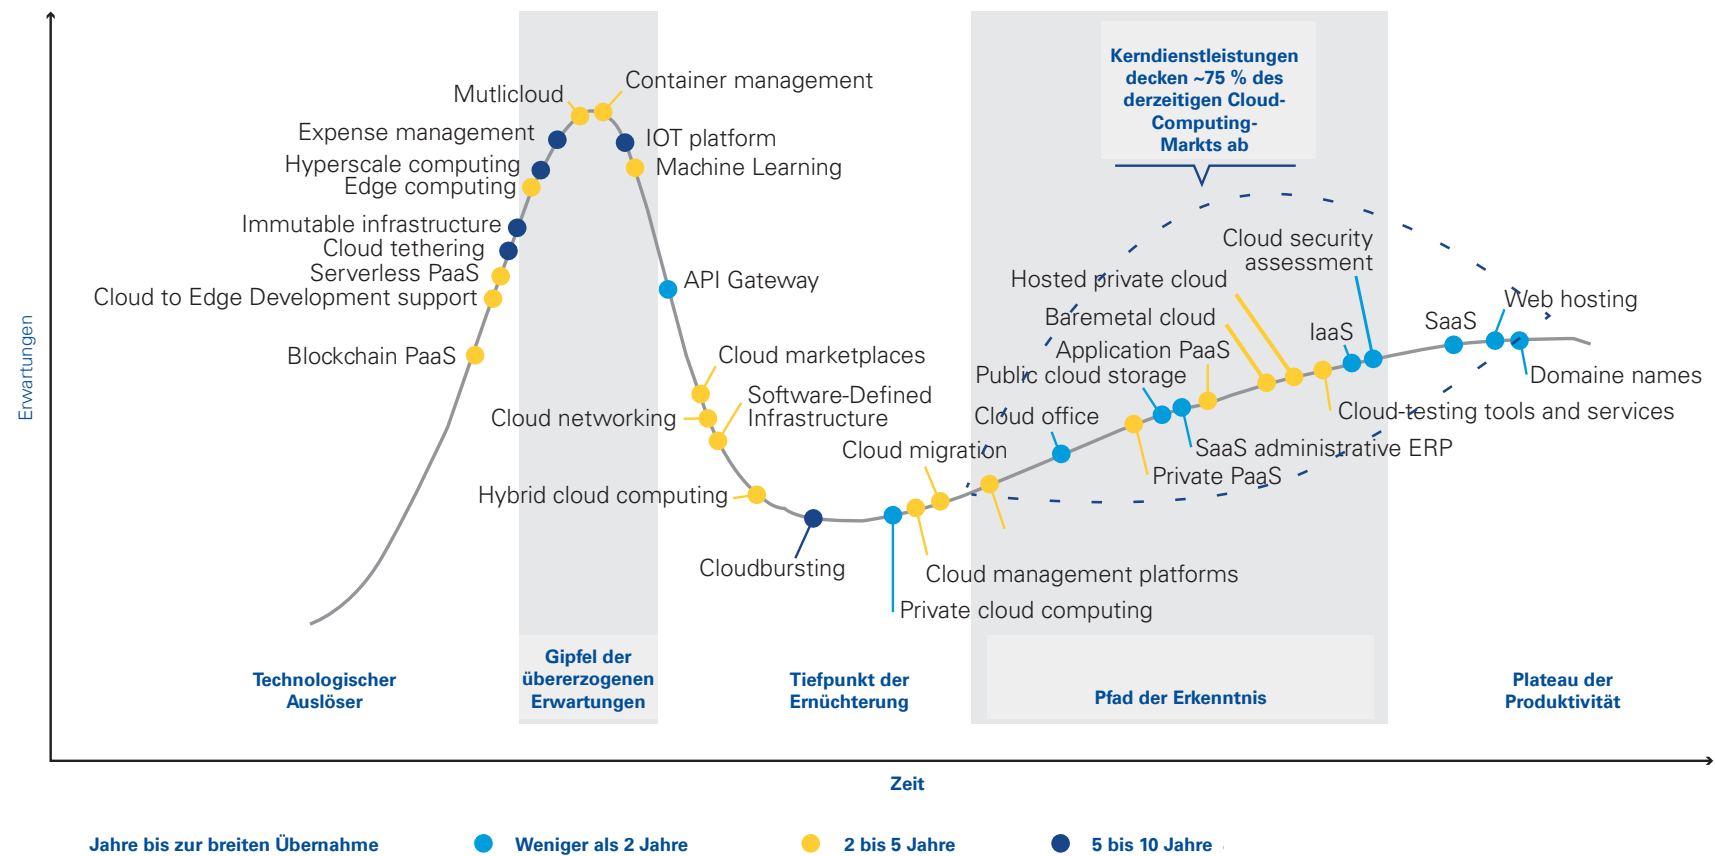 Kerndienstleistungen
decken ~75 % des
derzeitigen Cloud-
Computing-
Markts ab
Container management
Mutlicloud
Expense management
IOT platform
Hyperscale computing
Machine Learning
Edge computing
Immutable infrastructure
Cloud tethering
Serverless PaaS
Cloud to Edge Development support
Blockchain PaaS
API Gateway
Cloud marketplaces
Software-Defined
Infrastructure
Cloud networking
Hybrid cloud computing
Cloudbursting
Cloud migration
Cloud management platforms
Private cloud computing
Cloud security
assessment
Hosted private cloud
Baremetal cloud
Application PaaS
Public cloud storage
Cloud office
IaaS
SaaS
Web hosting
Domaine names
Cloud-testing tools and services
SaaS administrative ERP
Private PaaS
Erwartungen
Technologischer
Auslöser
Gipfel der
übererzogenen
Erwartungen
Tiefpunkt der
Ernüchterung
Pfad der Erkenntnis
Plateau der
Produktivität
Zeit
Jahre bis zur breiten Übernahme
Weniger als 2 Jahre
2 bis 5 Jahre
5 bis 10 Jahre